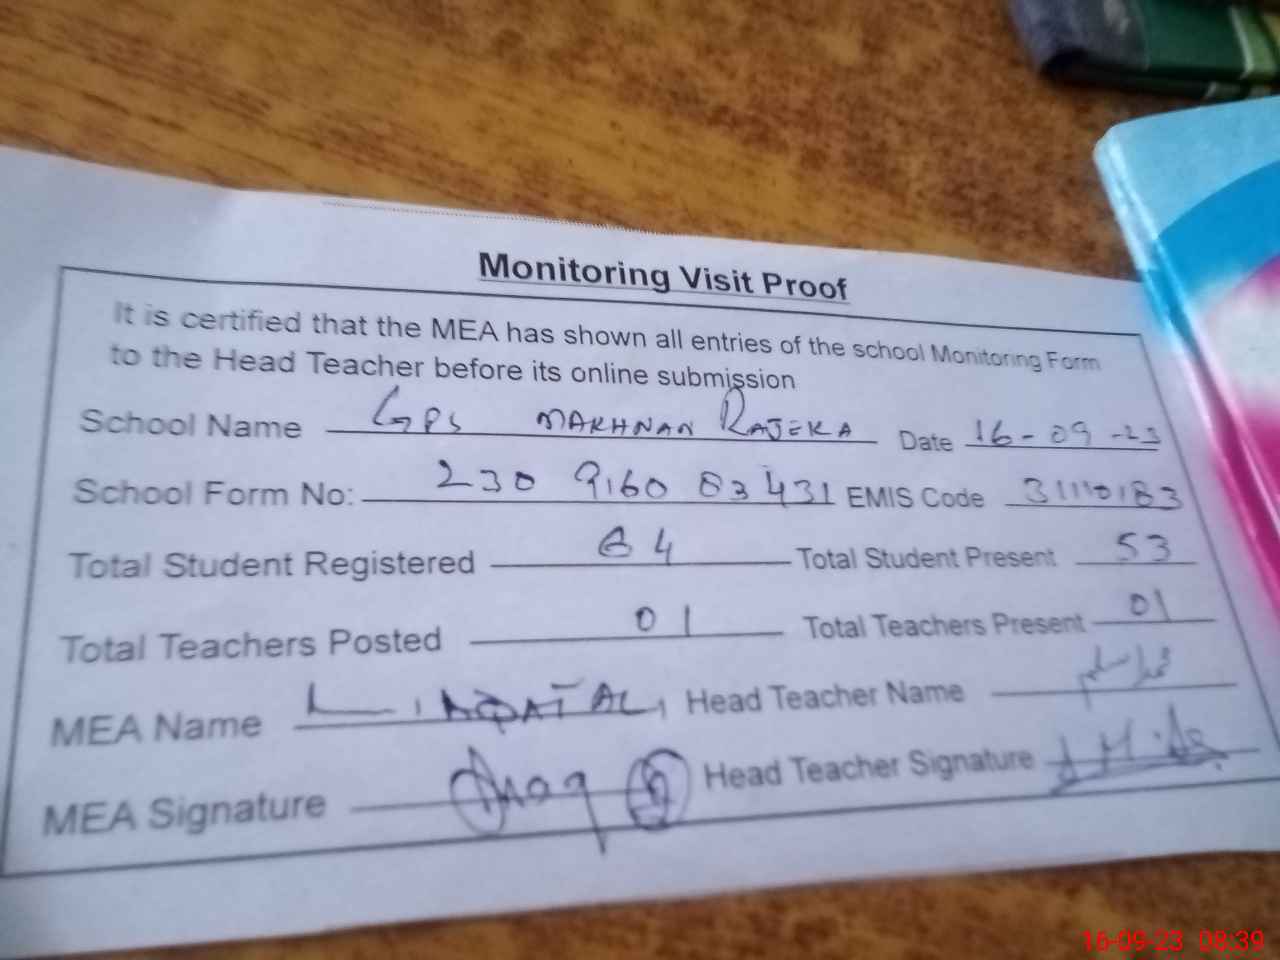 Monitoring Visit Proof
It is certified that the MEA has shown all entries of the school Monitoring Form
to the Head Teacher before its online submission
School Name GPS MAKHNAN RAJEKA Date 16-09-23
School Form No: 230 9160 83431 EMIS Code 31110183
Total Student Registered 64 Total Student Present 53
Total Teachers Posted 01 Total Teachers Present 01
MEA Name LIAQAT ALI Head Teacher Name
MEA Signature Head Teacher Signature
16-09-23 08:39